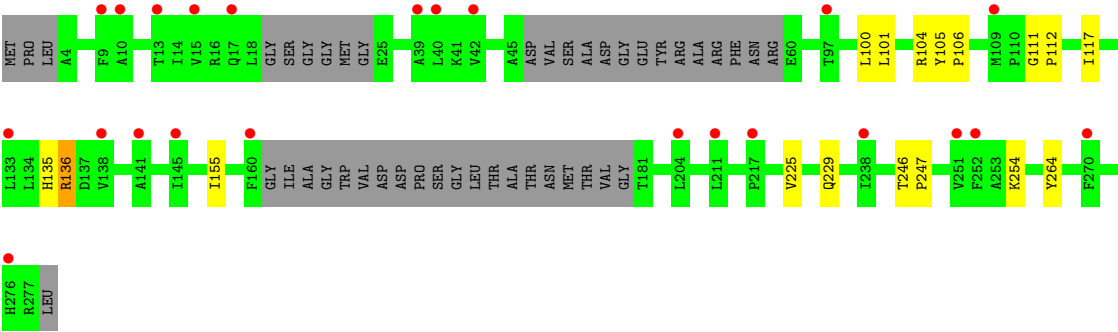 MET PRO LEU A4 F9 A10 T13 I14 V15 R16 Q17 L18 GLY SER GLY GLY MET GLY E25 A39 L40 K41 V42 A45 ASP VAL SER ALA ASP GLY GLU TYR ARG ALA ARG PHE ASN ARG E60 T97 L100 L101 R104 Y105 P106 M109 P110 G111 P112 I117
L133 L134 H135 R136 D137 V138 A141 I145 I155 F160 GLY ILE ALA GLY TRP VAL ASP ASP PRO SER GLY LEU THR ALA THR ASN MET THR VAL GLY T181 L204 L211 P217 V225 Q229 I238 T246 P247 V251 F252 A253 K254 Y264 F270
H276 R277 LEU